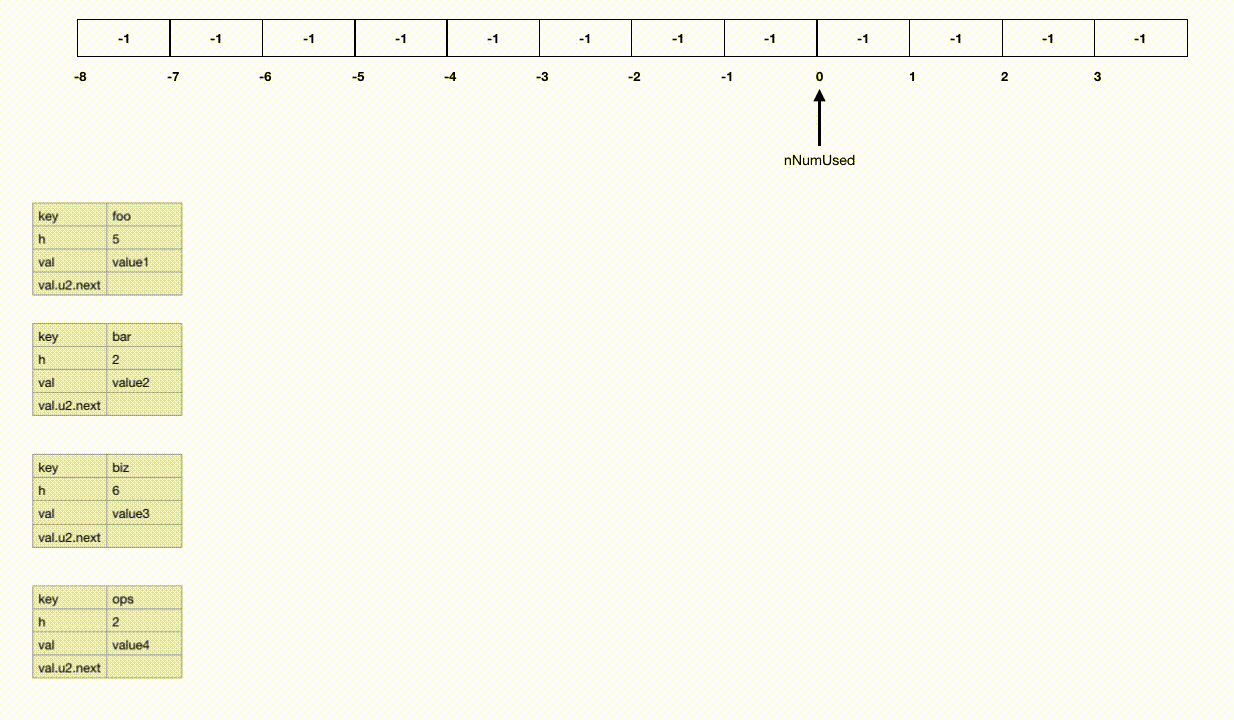 -1 -1 -1 -1 -1 -1 -1 -1 -1 -1 -1 -1
-8 -7 -6 -5 -4 -3 -2 -1 0 1 2 3
nNumUsed
key foo
h 5
val value1
val.u2.next
key bar
h 2
val value2
val.u2.next
key biz
h 6
val value3
val.u2.next
key ops
h 2
val value4
val.u2.next